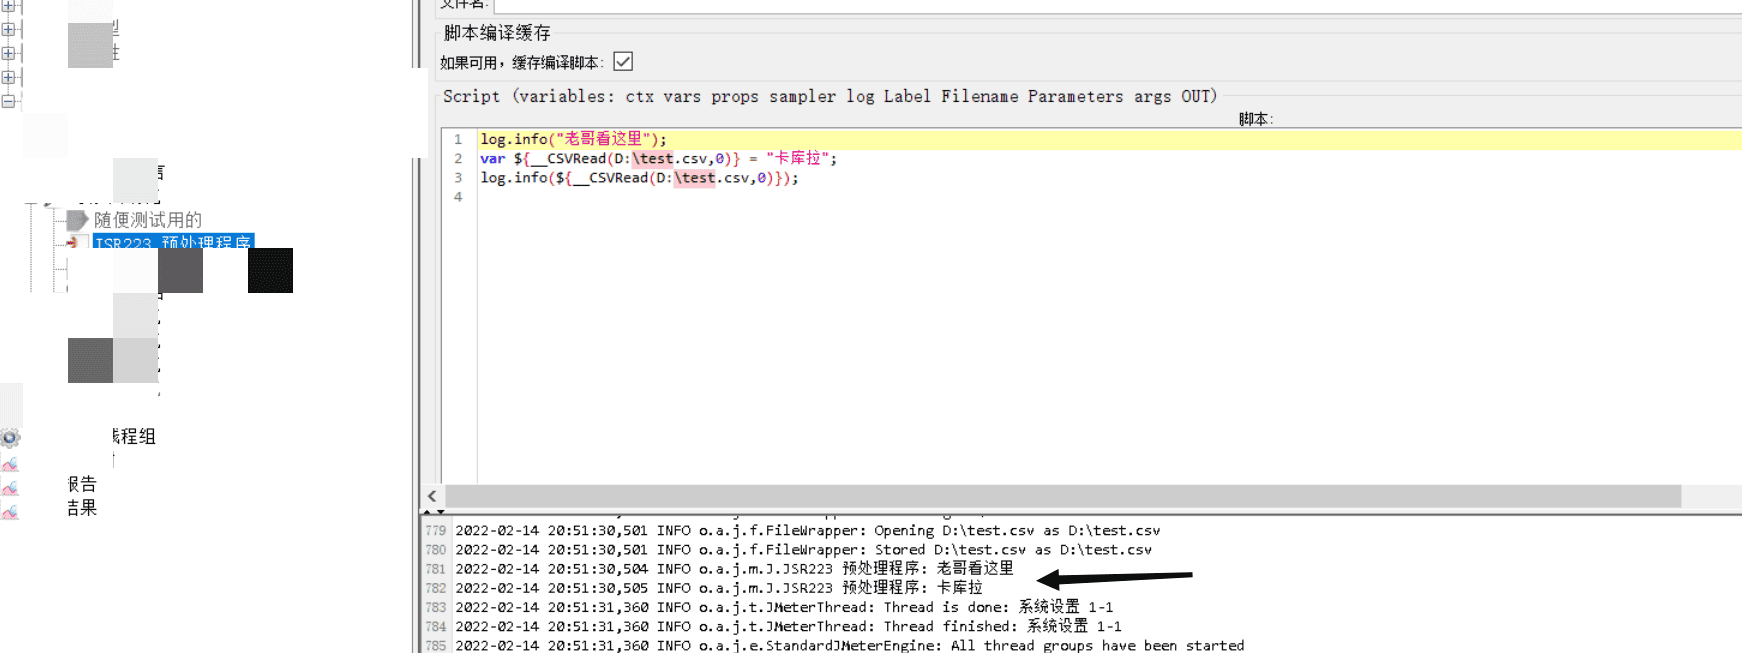 文件名:
脚本编译缓存
如果可用，缓存编译脚本:
Script (variables: ctx vars props sampler log Label Filename Parameters args OUT)
脚本:
1 log.info("老哥看这里");
2 var ${__CSVRead(D:\test.csv,0)} = "卡库拉";
3 log.info(${__CSVRead(D:\test.csv,0)});
4
随便测试用的
JSR223 预处理程序
线程组
报告
结果
779 2022-02-14 20:51:30,501 INFO o.a.j.f.FileWrapper: Opening D:\test.csv as D:\test.csv
780 2022-02-14 20:51:30,501 INFO o.a.j.f.FileWrapper: Stored D:\test.csv as D:\test.csv
781 2022-02-14 20:51:30,504 INFO o.a.j.m.J.JSR223 预处理程序: 老哥看这里
782 2022-02-14 20:51:30,505 INFO o.a.j.m.J.JSR223 预处理程序: 卡库拉
783 2022-02-14 20:51:31,360 INFO o.a.j.t.JMeterThread: Thread is done: 系统设置 1-1
784 2022-02-14 20:51:31,360 INFO o.a.j.t.JMeterThread: Thread finished: 系统设置 1-1
785 2022-02-14 20:51:31,360 INFO o.a.j.e.StandardJMeterEngine: All thread groups have been started